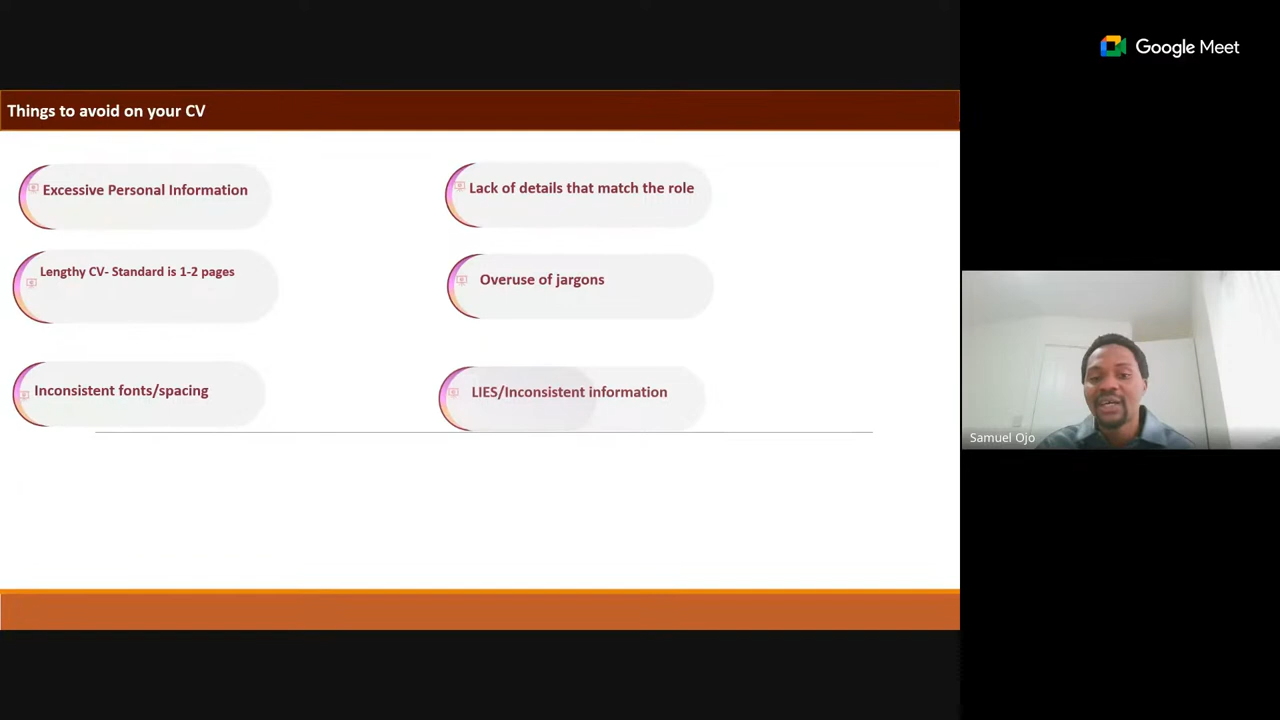 Google Meet
Things to avoid on your CV
Excessive Personal Information
Lack of details that match the role
Lengthy CV- Standard is 1-2 pages
Overuse of jargons
Inconsistent fonts/spacing
LIES/Inconsistent information
Samuel Ojo